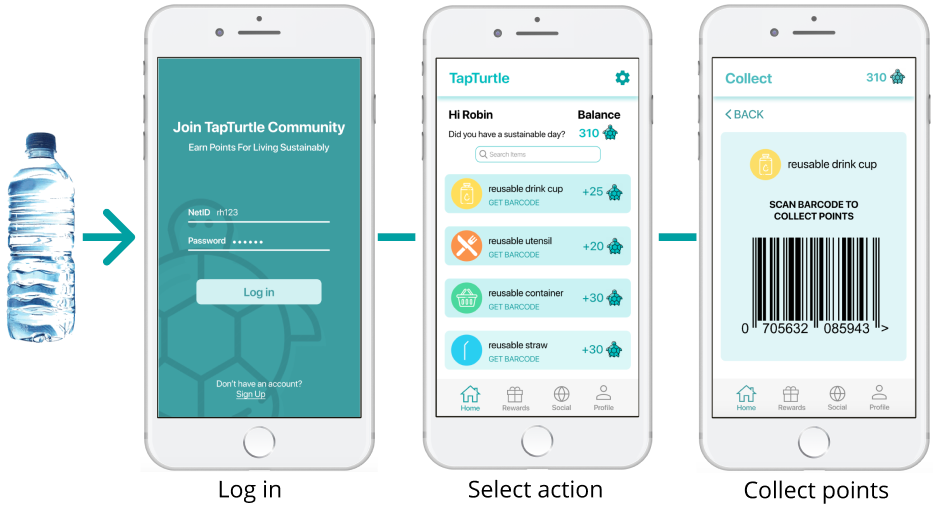 Join TapTurtle Community
Earn Points For Living Sustainably
NetID rh123
Password ••••••
Log in
Don't have an account?
Sign Up
Log in
TapTurtle
Hi Robin Balance
Did you have a sustainable day? 310
Search Items
reusable drink cup
GET BARCODE
+25
reusable utensil
GET BARCODE
+20
reusable container
GET BARCODE
+30
reusable straw
GET BARCODE
+30
Home Rewards Social Profile
Select action
Collect 310
< BACK
reusable drink cup
SCAN BARCODE TO
COLLECT POINTS
0 705632 085943 >
Home Rewards Social Profile
Collect points